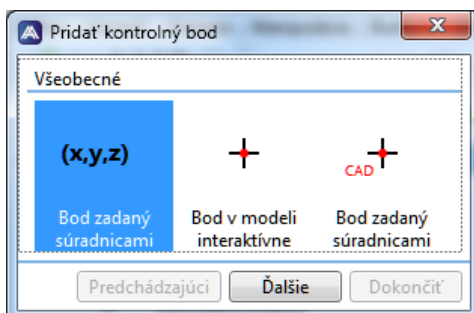 Pridať kontrolný bod
Všeobecné
(x,y,z)
CAD
Bod zadaný
súradnicami
Bod v modeli
interaktívne
Bod zadaný
súradnicami
Predchádzajúci
Ďalšie
Dokončiť